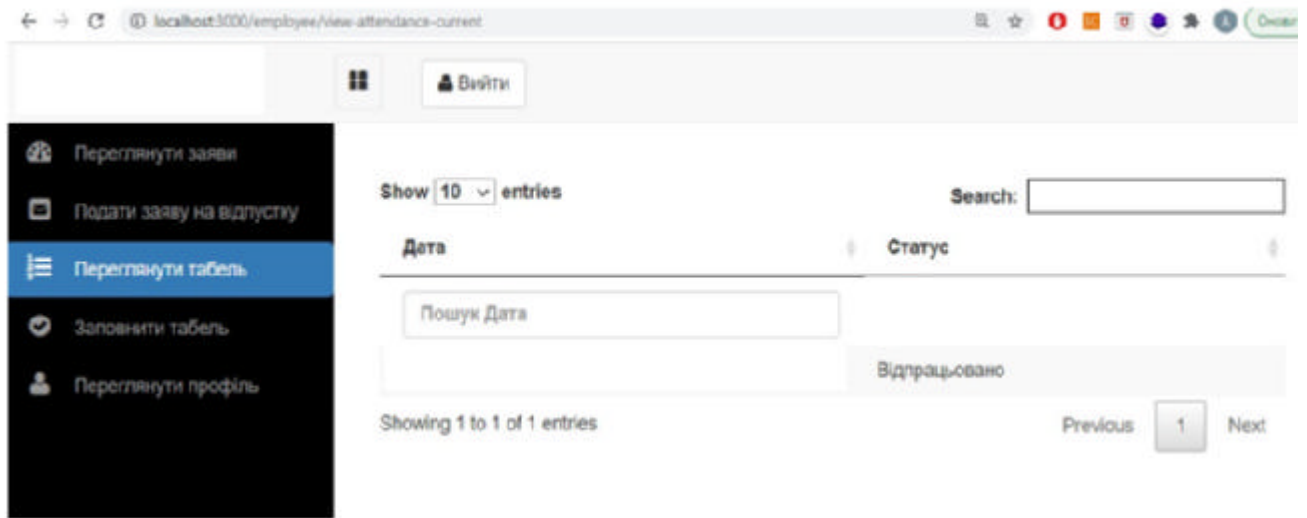 localhost:3000/employee/view-attendance-current
Вийти
Переглянути заяви
Подати заяву на відпустку
Переглянути табель
Заповнити табель
Переглянути профіль
Show 10 entries
Search:
Дата Статус
Пошук Дата
Відпрацьовано
Showing 1 to 1 of 1 entries
Previous 1 Next